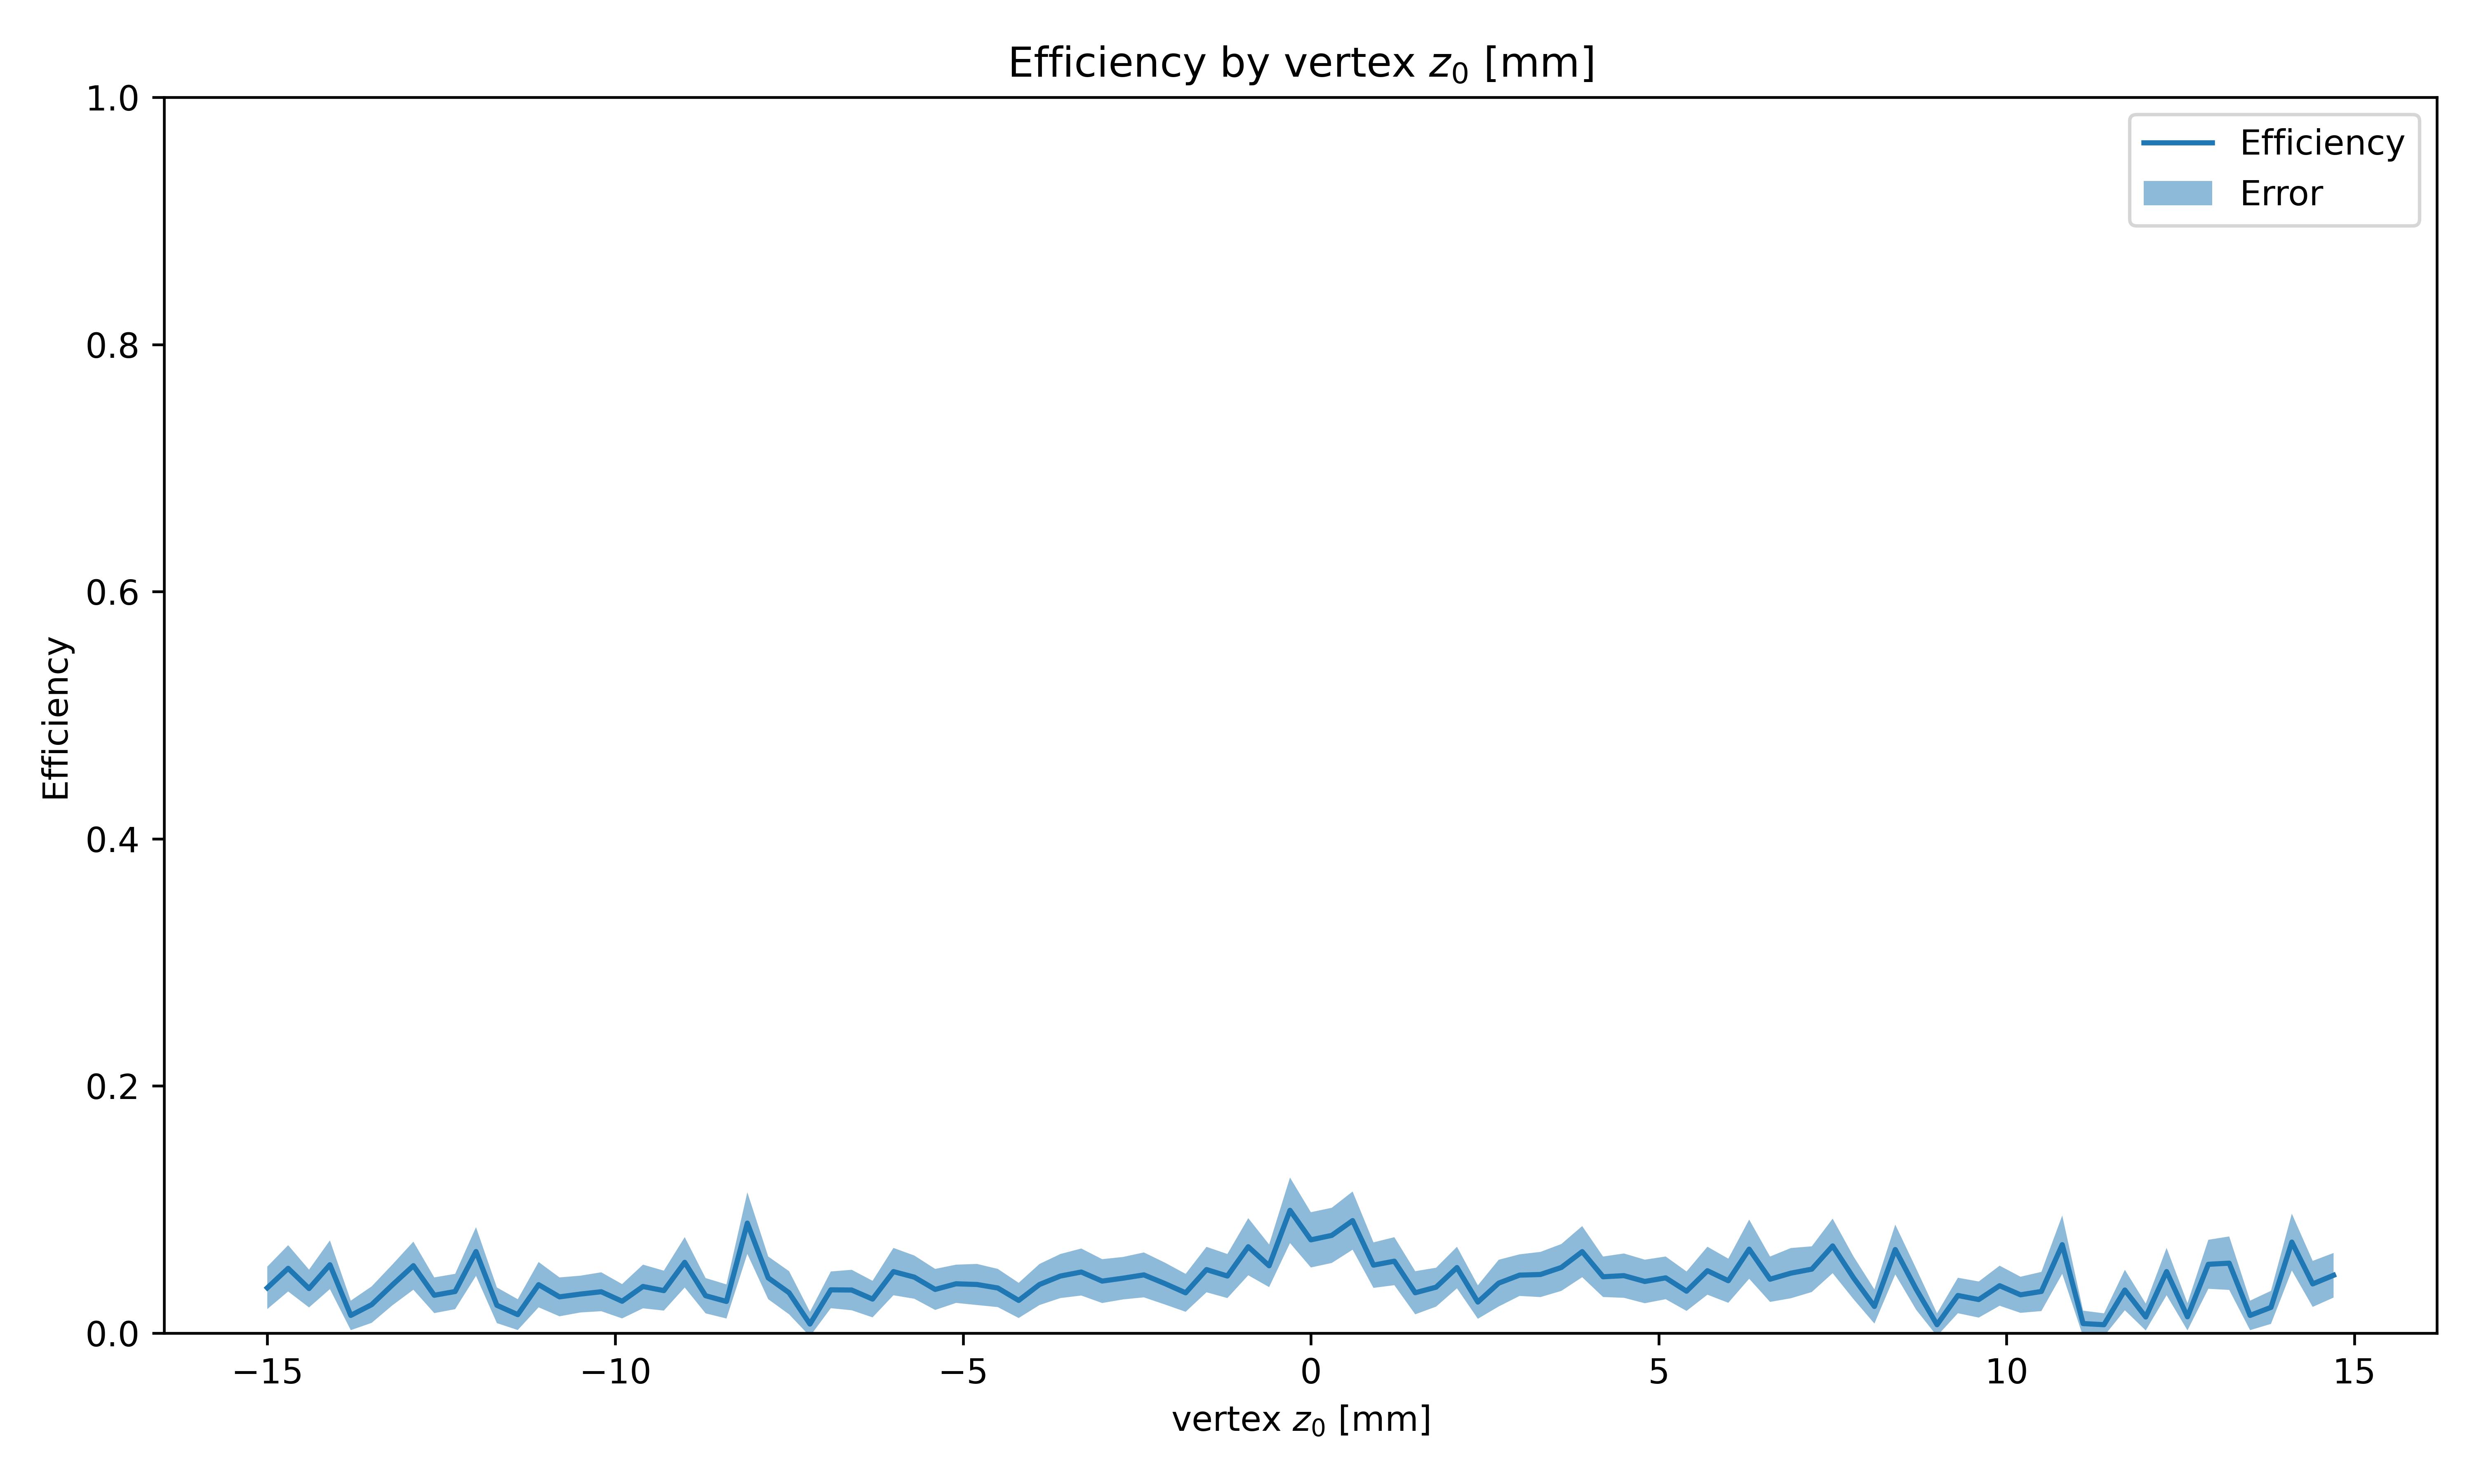 Efficiency by vertex z₀ [mm]
Efficiency
Error
Efficiency
1.0
0.8
0.6
0.4
0.2
0.0
−15 −10 −5 0 5 10 15
vertex z₀ [mm]